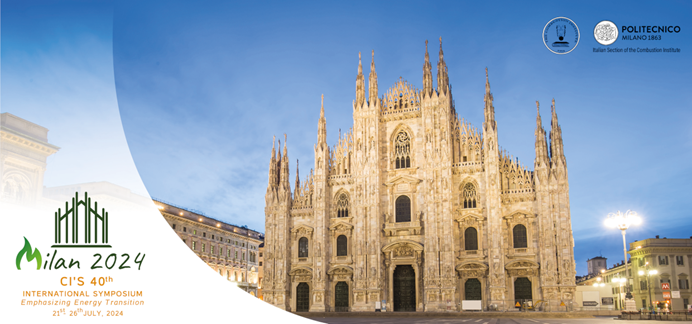 POLITECNICO
MILANO 1863
Italian Section of the Combustion Institute
Milan 2024
CI'S 40th
INTERNATIONAL SYMPOSIUM
Emphasizing Energy Transition
21st 26th JULY, 2024